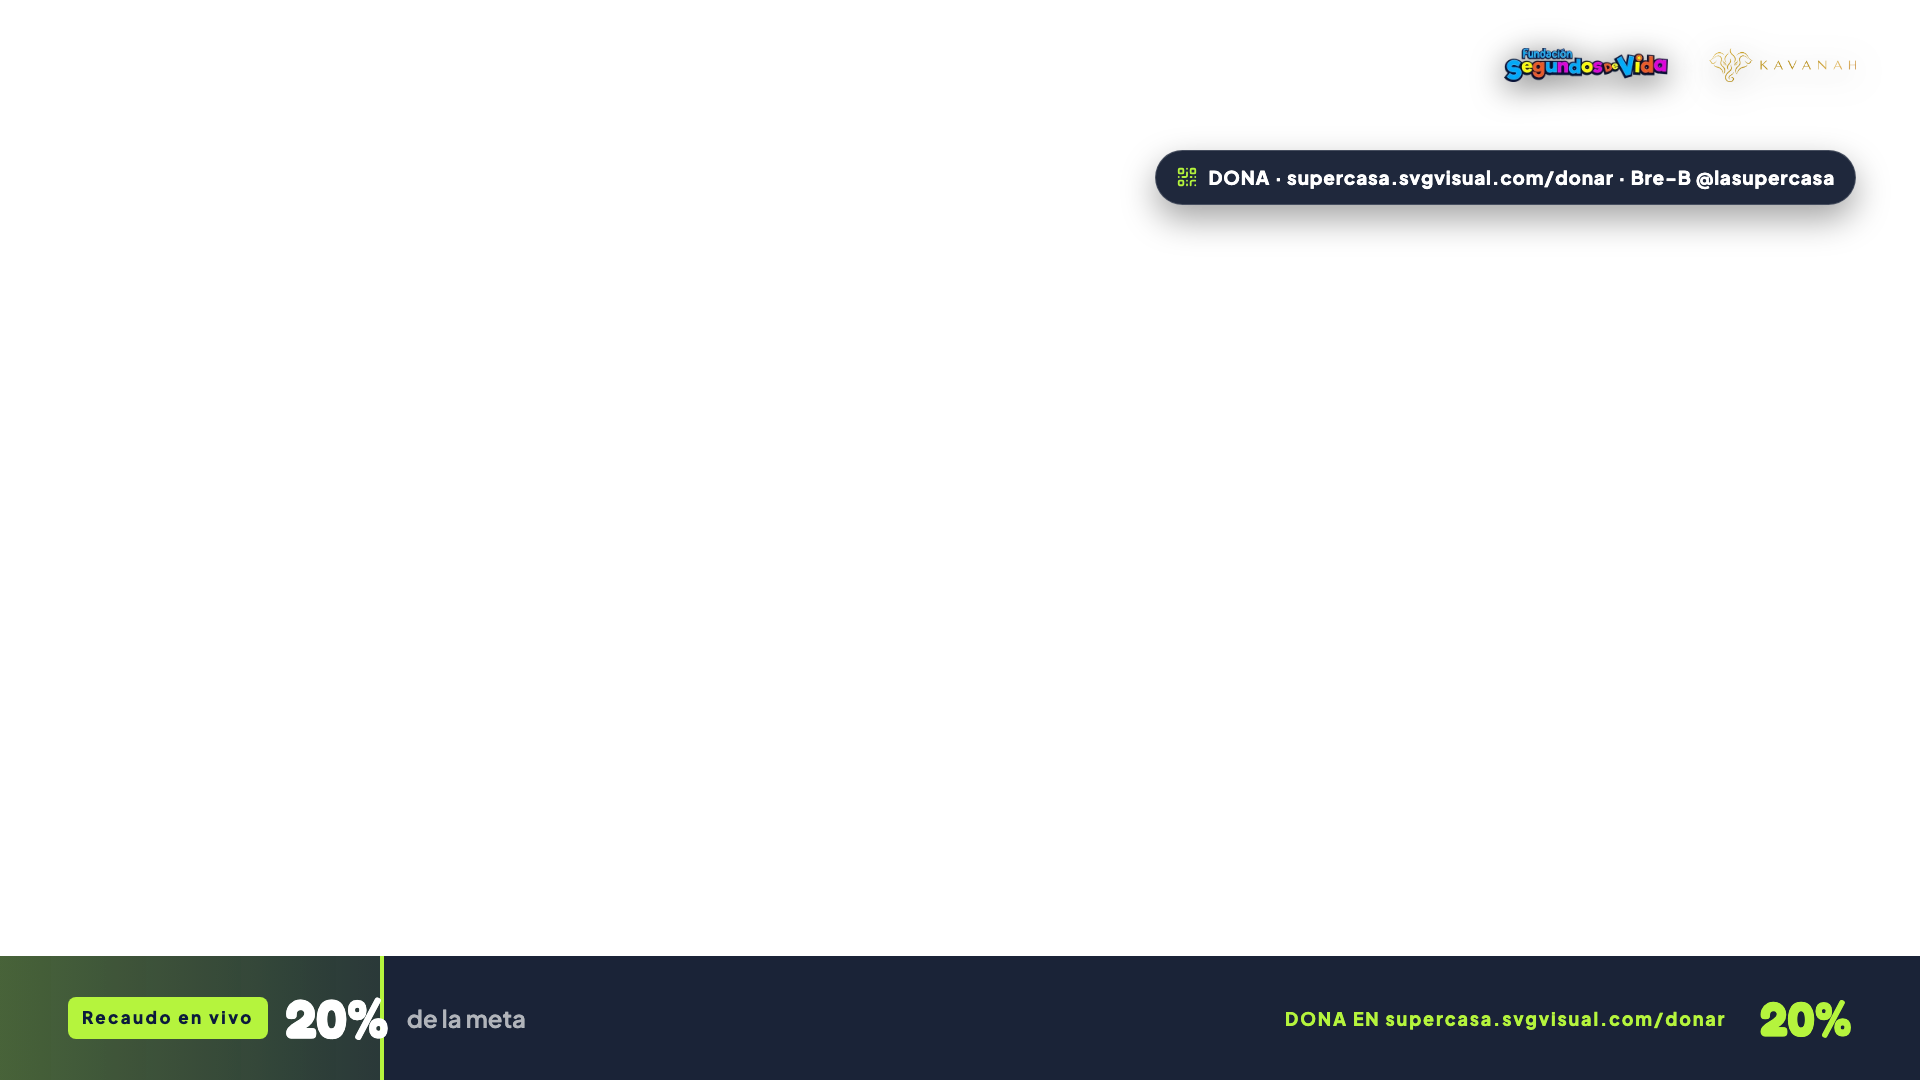 Fundación
Segundos De Vida
KAVANAH
DONA · supercasa.svgvisual.com/donar · Bre-B @lasupercasa
Recaudo en vivo
20%
de la meta
DONA EN supercasa.svgvisual.com/donar
20%